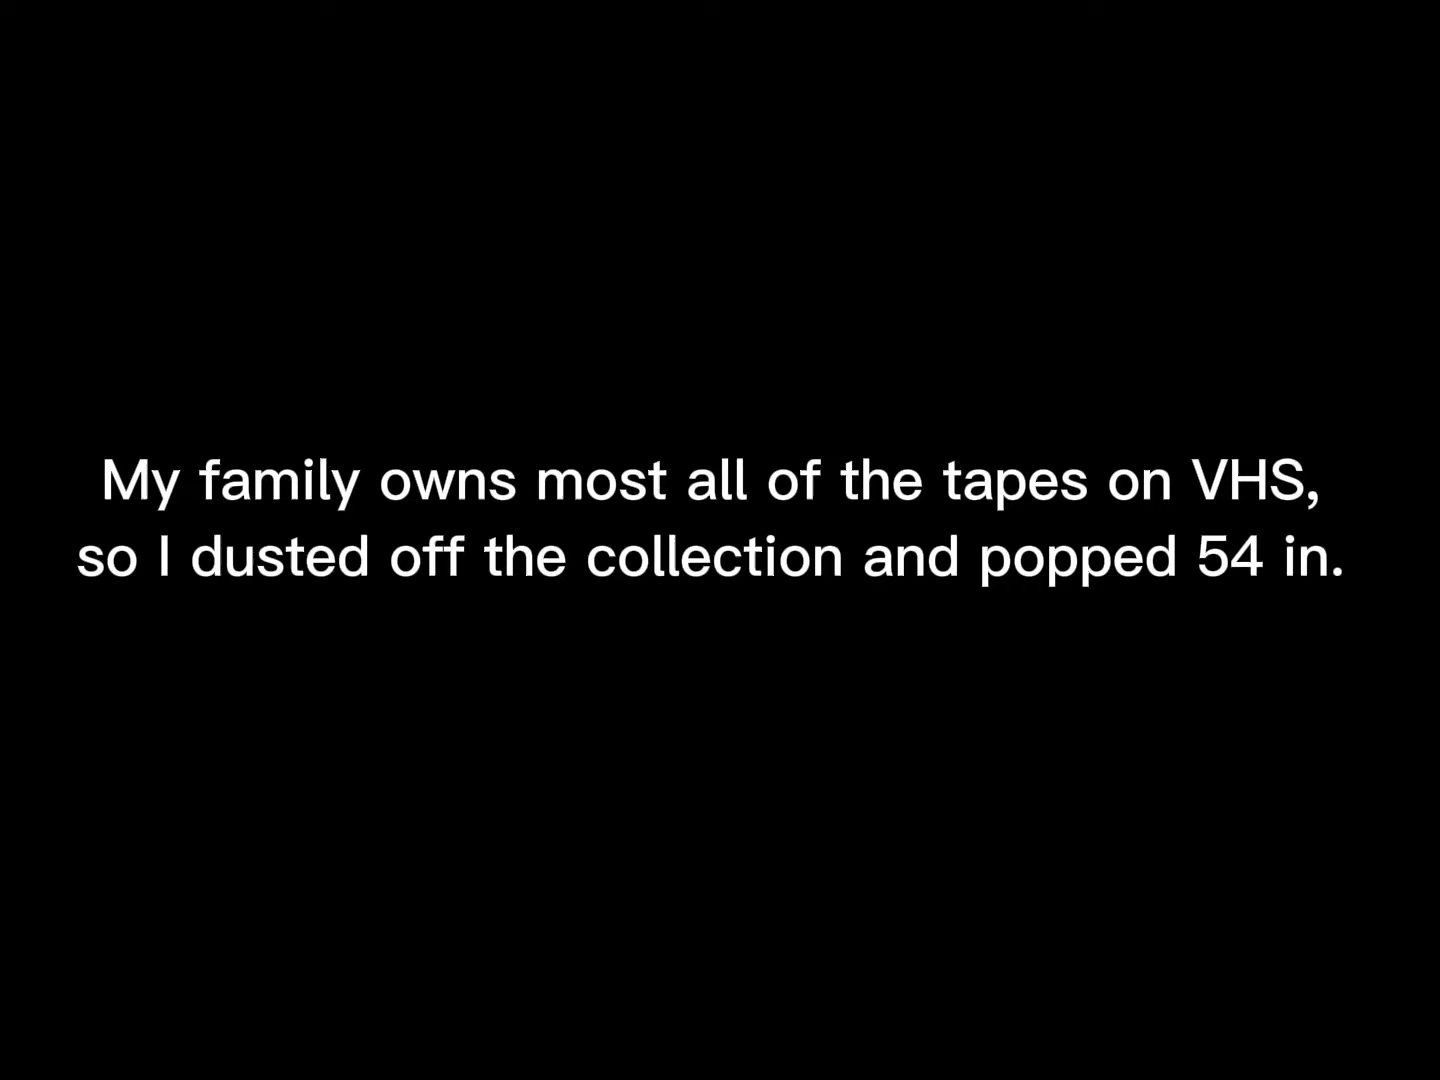 My family owns most all of the tapes on VHS,
so I dusted off the collection and popped 54 in.